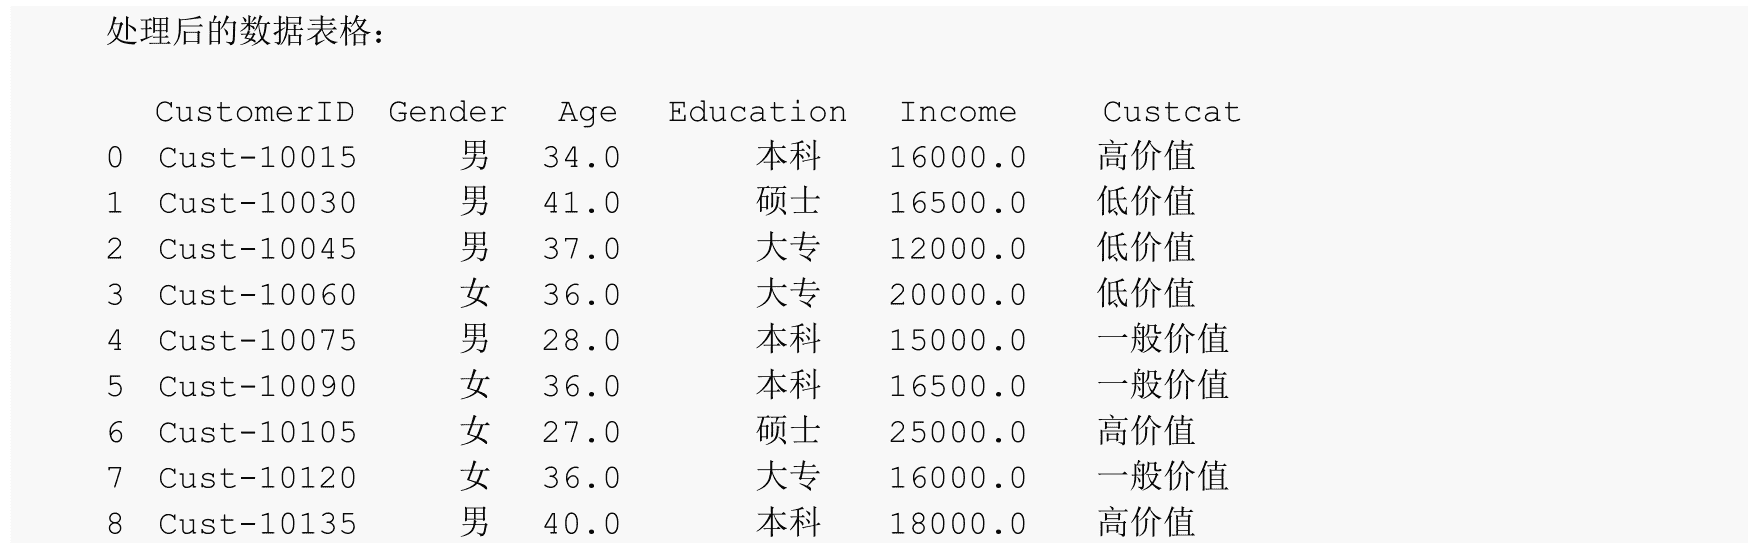 处理后的数据表格：
CustomerID Gender Age Education Income Custcat
0 Cust-10015 男 34.0 本科 16000.0 高价值
1 Cust-10030 男 41.0 硕士 16500.0 低价值
2 Cust-10045 男 37.0 大专 12000.0 低价值
3 Cust-10060 女 36.0 大专 20000.0 低价值
4 Cust-10075 男 28.0 本科 15000.0 一般价值
5 Cust-10090 女 36.0 本科 16500.0 一般价值
6 Cust-10105 女 27.0 硕士 25000.0 高价值
7 Cust-10120 女 36.0 大专 16000.0 一般价值
8 Cust-10135 男 40.0 本科 18000.0 高价值